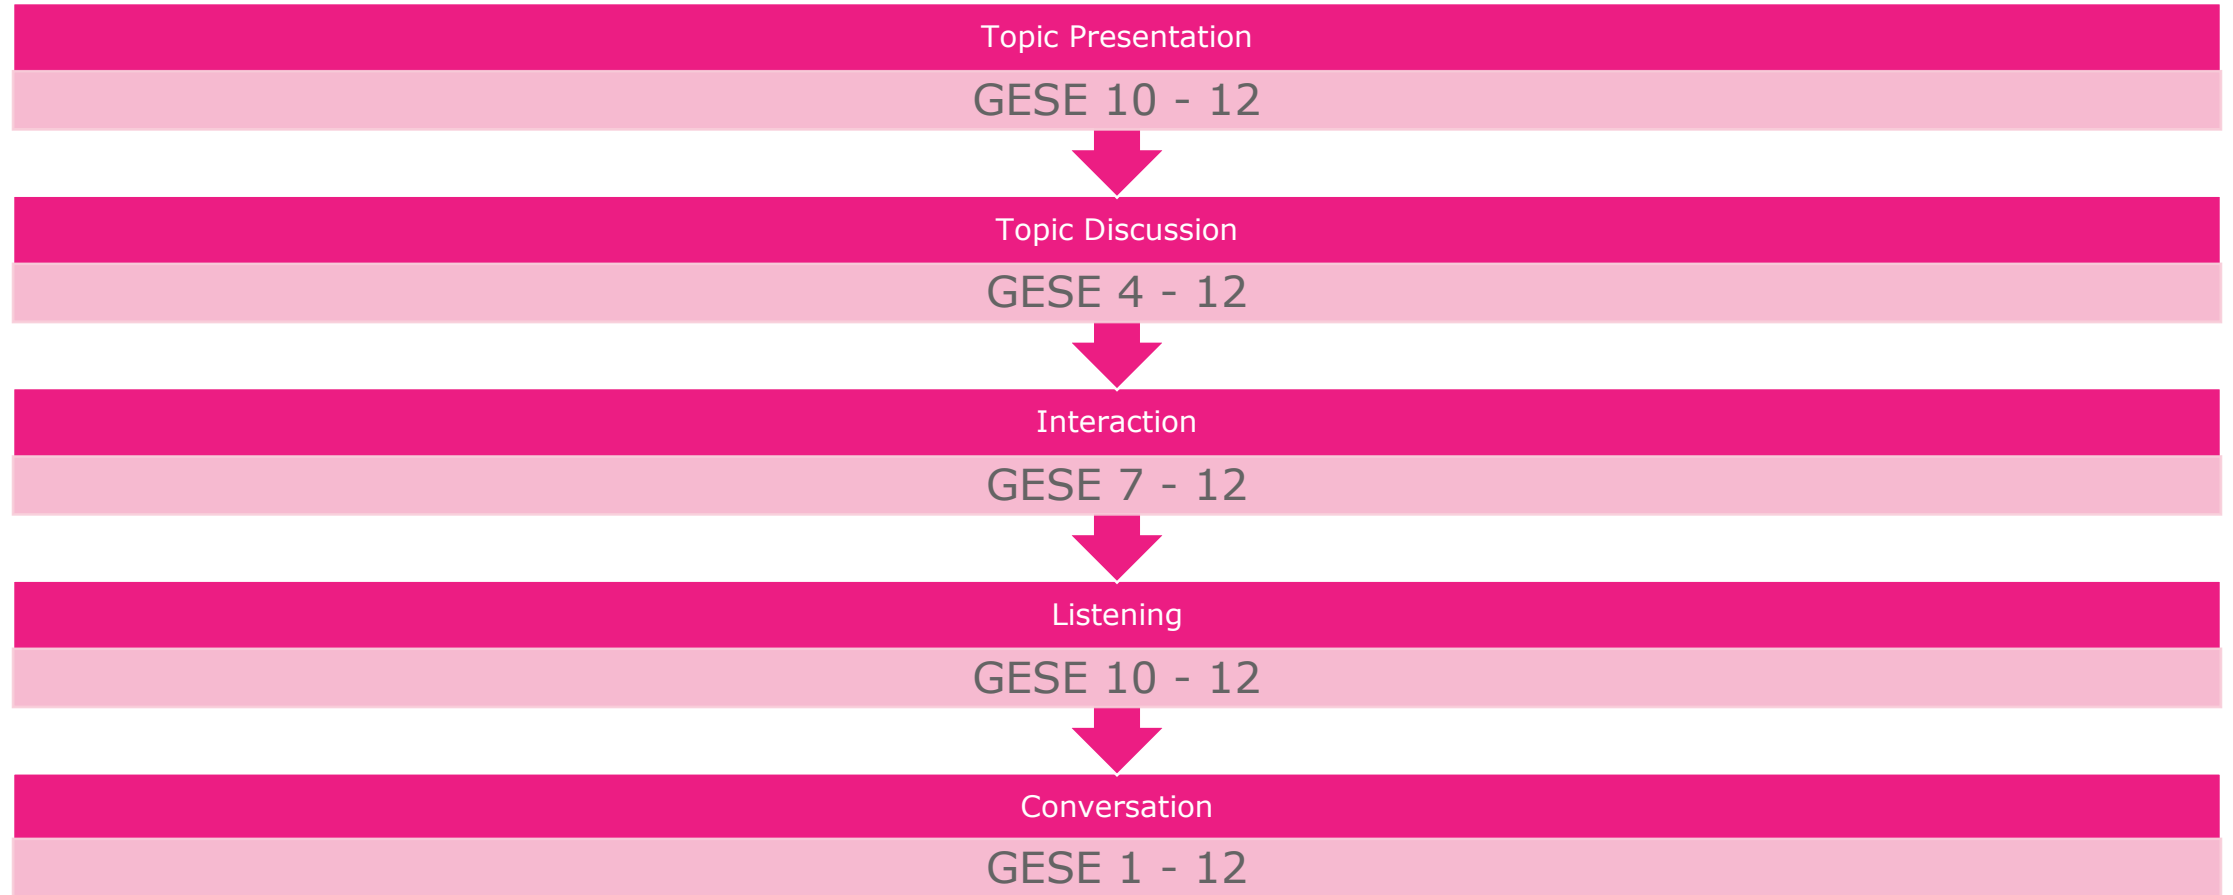 Topic Presentation
GESE 10 - 12
Topic Discussion
GESE 4 - 12
Interaction
GESE 7 - 12
Listening
GESE 10 - 12
Conversation
GESE 1 - 12